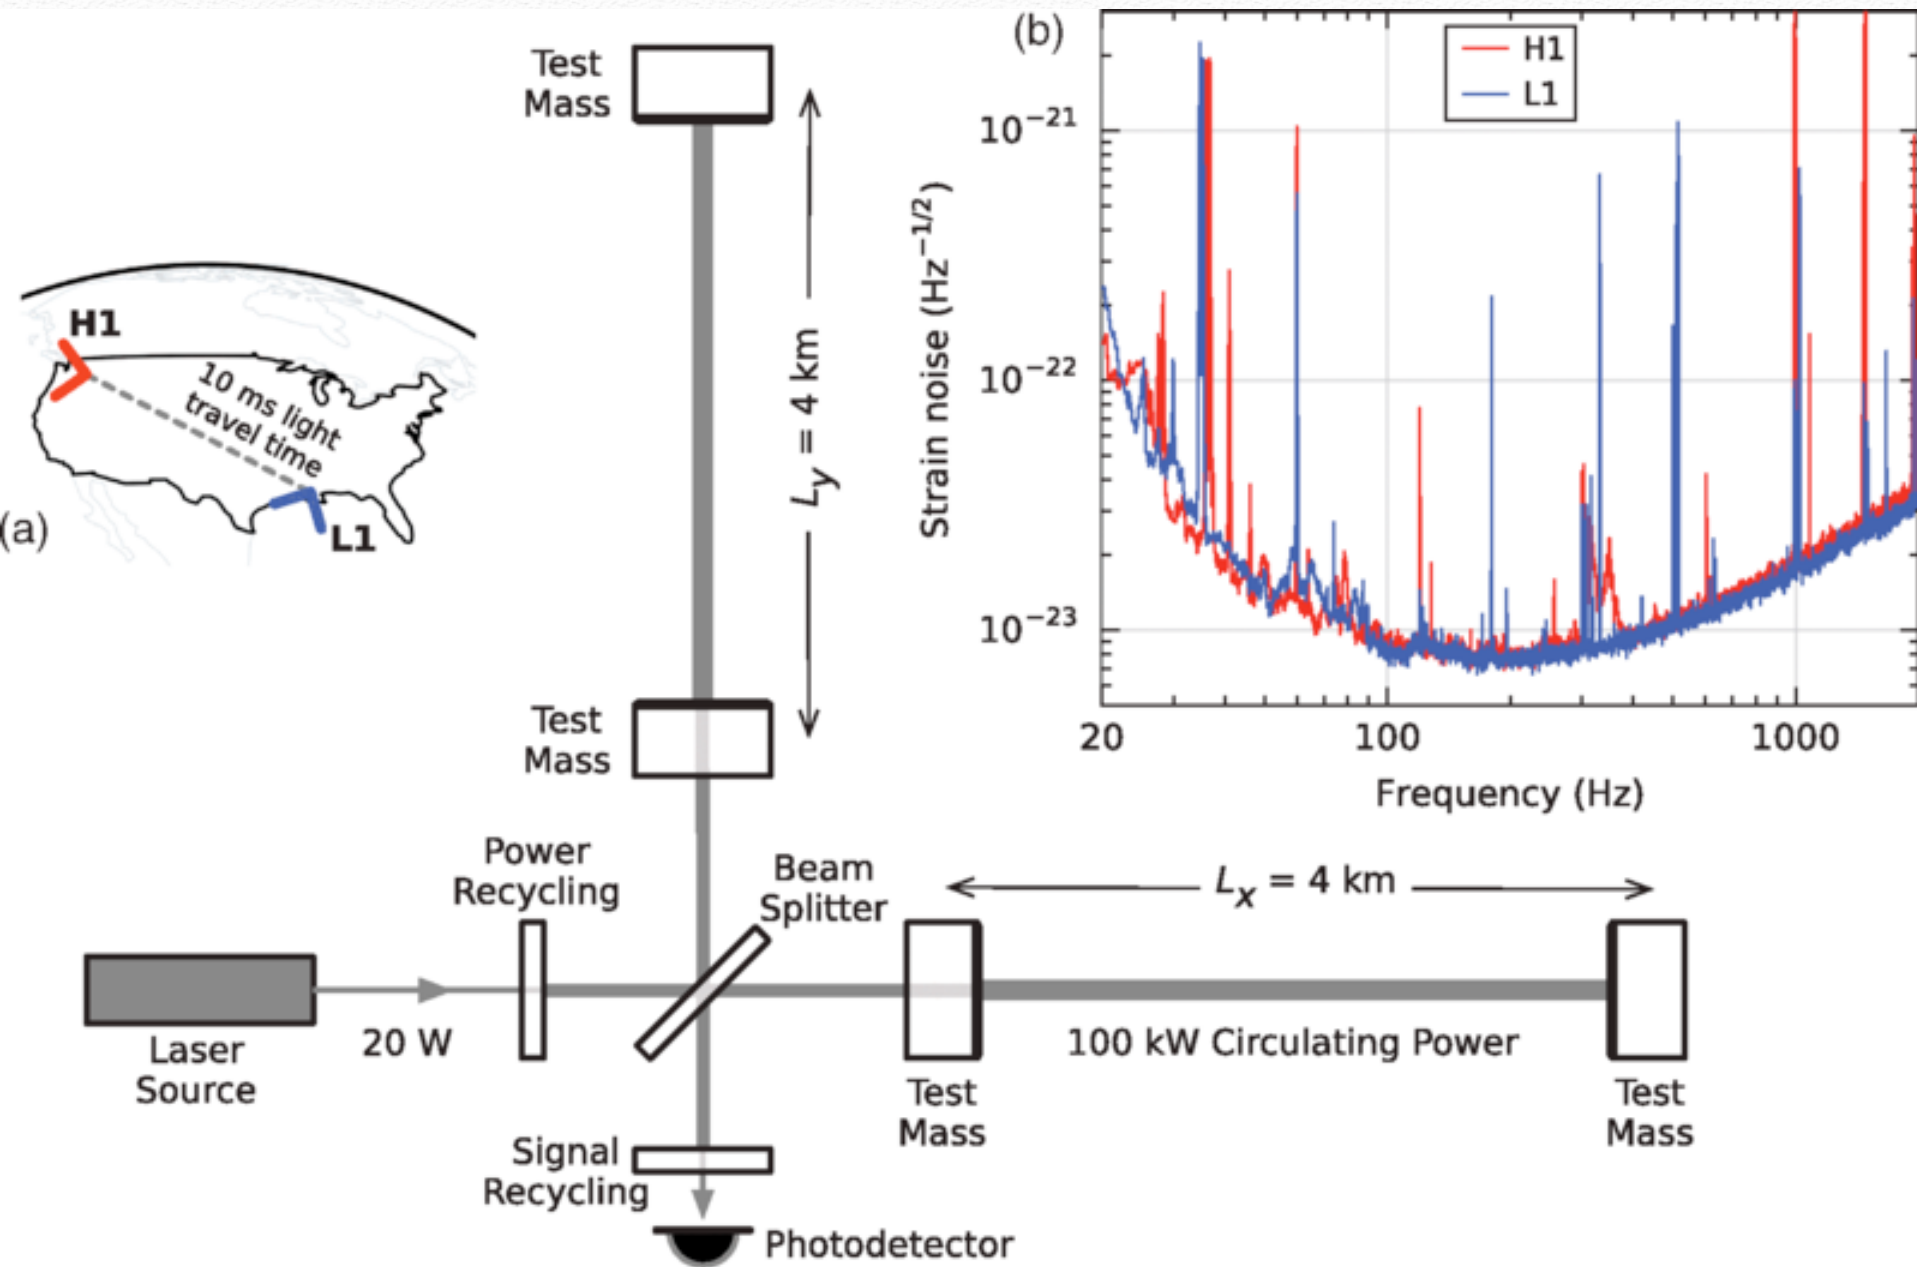 (a)
H1
10 ms light
travel time
L1
Test
Mass
L_y = 4 km
Test
Mass
Power
Recycling
Beam
Splitter
L_x = 4 km
Laser
Source
20 W
100 kW Circulating Power
Test
Mass
Test
Mass
Signal
Recycling
Photodetector
(b)
H1
L1
Strain noise (Hz^{-1/2})
10^{-21}
10^{-22}
10^{-23}
20
100
1000
Frequency (Hz)